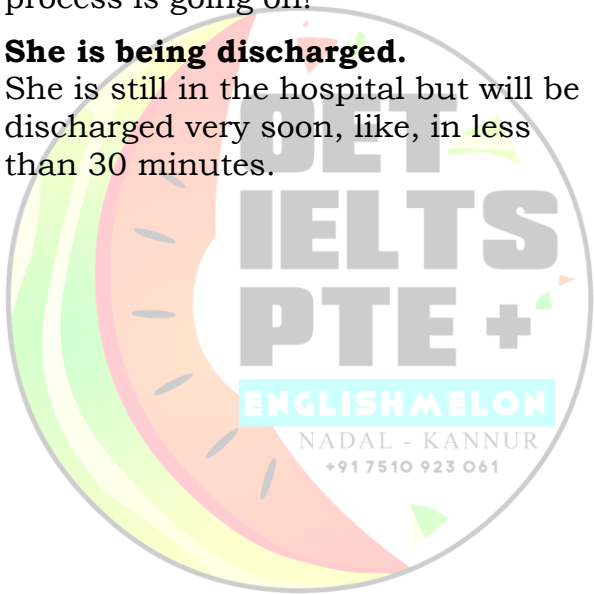 process is going on!
She is being discharged.
She is still in the hospital but will be
discharged very soon, like, in less
than 30 minutes.
OET
IELTS
PTE +
ENGLISHMELON
NADAL - KANNUR
+91 7510 923 061